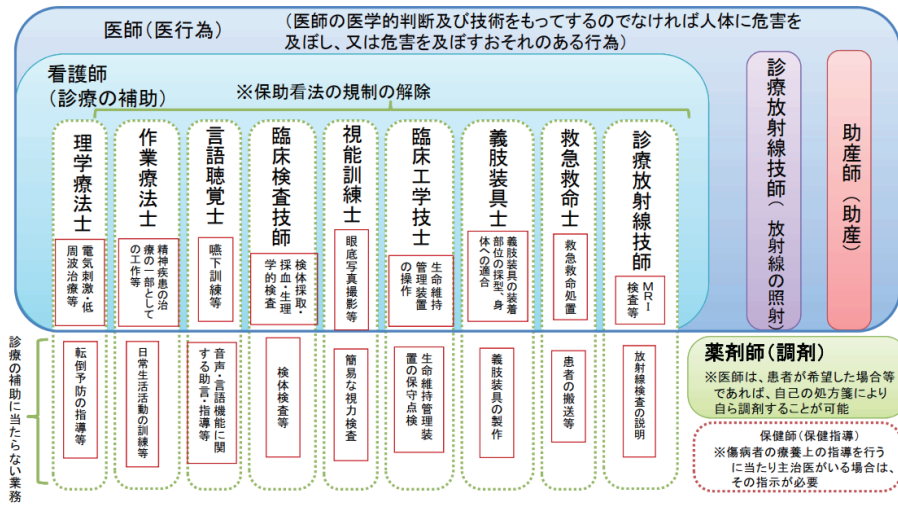 医師（医行為）
（医師の医学的判断及び技術をもってするのでなければ人体に危害を
及ぼし、又は危害を及ぼすおそれのある行為）
看護師
（診療の補助）
※保助看法の規制の解除
理学療法士
電気刺激・低
周波治療等
転倒予防の指導等
作業療法士
精神疾患の治
療の一部として
の工作等
日常生活活動の訓練等
言語聴覚士
嚥下訓練等
音声・言語機能に関
する助言・指導等
臨床検査技師
検体採取・
採血・生理
学的検査
検体検査等
視能訓練士
眼底写真撮影等
簡易な視力検査
臨床工学技士
生命維持
管理装置
の操作
生命維持管理装
置の保守点検
義肢装具士
義肢装具の装着
部位の採型、身
体への適合
義肢装具の製作
救急救命士
救急救命処置
患者の搬送等
診療放射線技師
ＭＲＩ
検査等
放射線検査の説明
診療放射線技師（ 放射線の照射）
助産師（助産）
診療の補助に当たらない業務
薬剤師（調剤）
※医師は、患者が希望した場合等
であれば、自己の処方箋により
自ら調剤することが可能
保健師（保健指導）
※傷病者の療養上の指導を行う
に当たり主治医がいる場合は、
その指示が必要